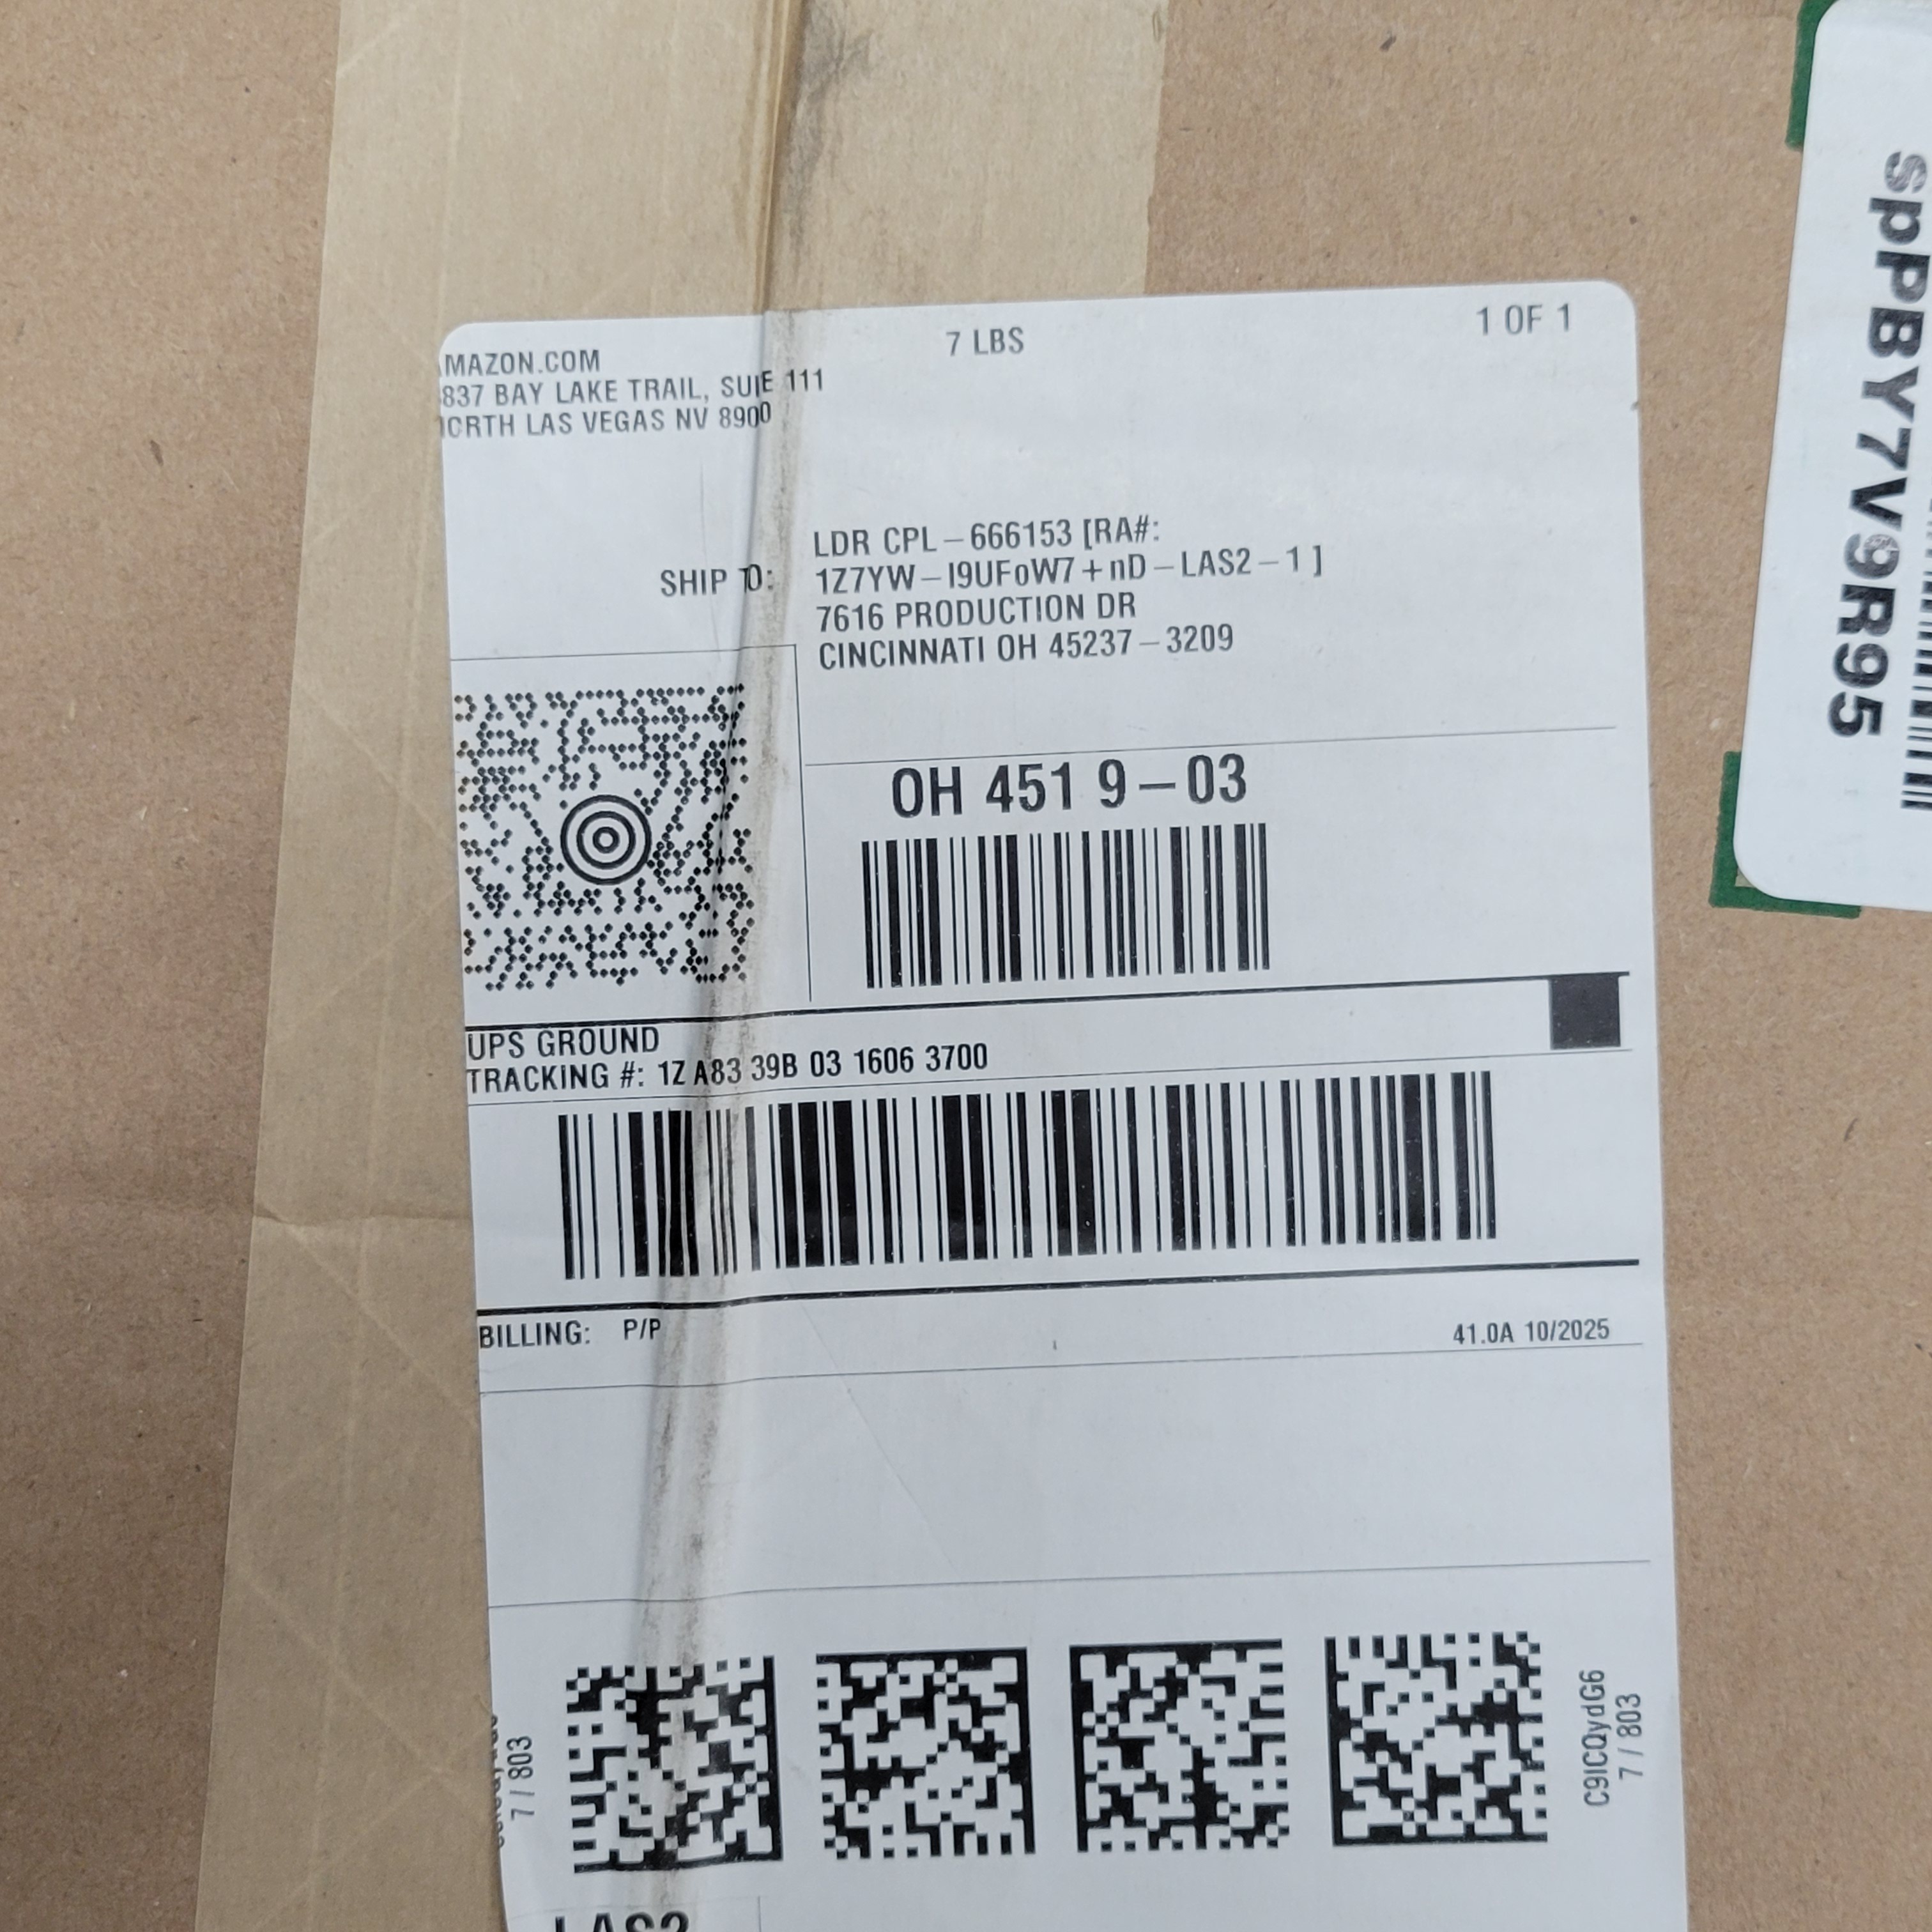 MAZON.COM
837 BAY LAKE TRAIL, SUIE 111
CRTH LAS VEGAS NV 8900
7 LBS
1 OF 1
SHIP TO:
LDR CPL-666153 [RA#:
1Z7YW-I9UFoW7+nD-LAS2-1 ]
7616 PRODUCTION DR
CINCINNATI OH 45237-3209
OH 451 9-03
UPS GROUND
TRACKING #: 1Z A83 39B 03 1606 3700
BILLING: P/P
41.0A 10/2025
7 / 803
C9ICQydG6
7 / 803
LAS2
spPBY7V9R95